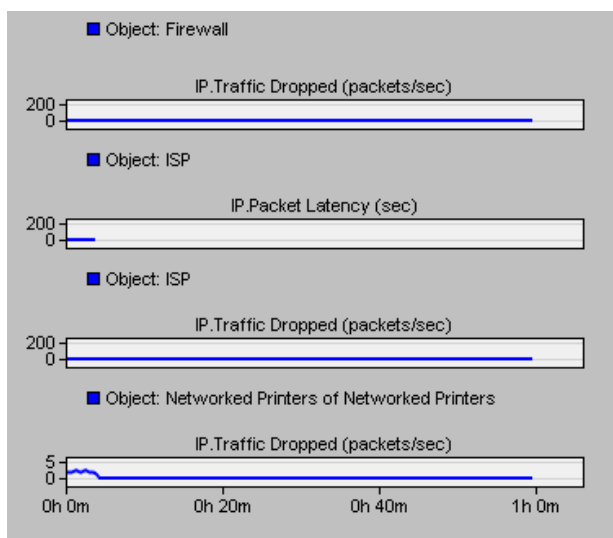 Object: Firewall
IP.Traffic Dropped (packets/sec)
200
0
Object: ISP
IP.Packet Latency (sec)
200
0
Object: ISP
IP.Traffic Dropped (packets/sec)
200
0
Object: Networked Printers of Networked Printers
IP.Traffic Dropped (packets/sec)
5
0
0h 0m 0h 20m 0h 40m 1h 0m